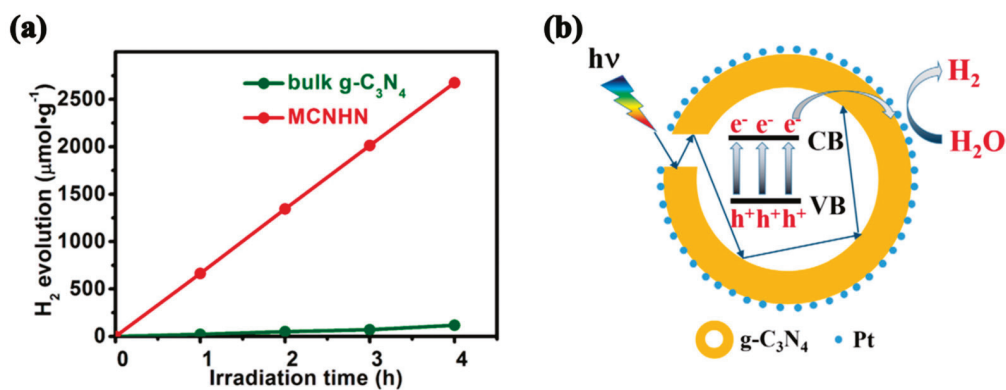 (a)
H₂ evolution (μmol•g⁻¹)
2500
2000
1500
1000
500
0
bulk g-C₃N₄
MCNHN
0 1 2 3 4
Irradiation time (h)
(b)
hν
e⁻ e⁻ e⁻
CB
VB
h⁺ h⁺ h⁺
H₂
H₂O
g-C₃N₄ Pt